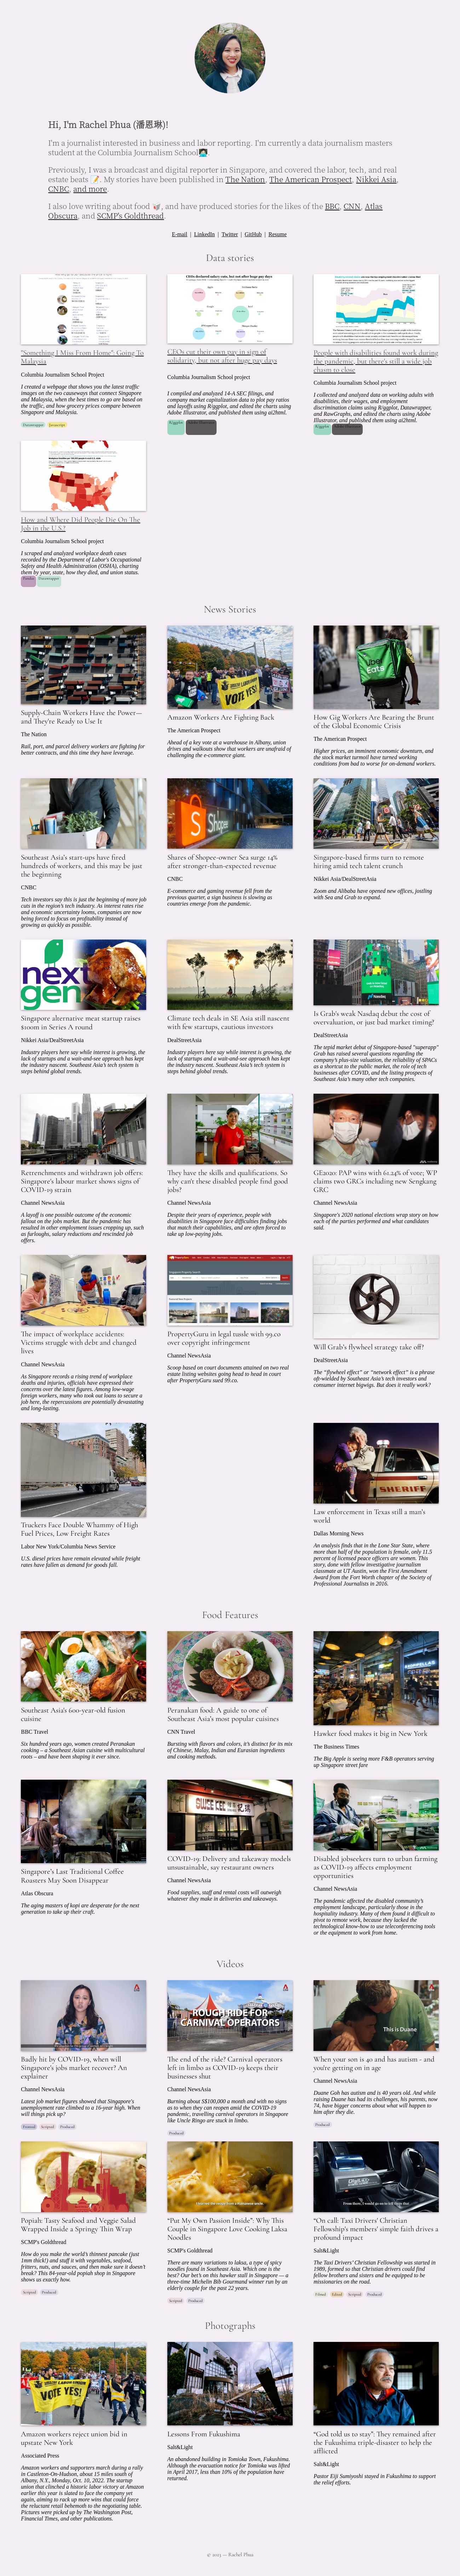 Hi, I'm Rachel Phua (潘恩琳)!
I'm a journalist interested in business and labor reporting. I'm currently a data journalism masters
student at the Columbia Journalism School👩🏻‍💻.
Previously, I was a broadcast and digital reporter in Singapore, and covered the labor, tech, and real
estate beats 📝. My stories have been published in The Nation, The American Prospect, Nikkei Asia,
CNBC, and more.
I also love writing about food 🥡, and have produced stories for the likes of the BBC, CNN, Atlas
Obscura, and SCMP's Goldthread.
E-mail | LinkedIn | Twitter | GitHub | Resume
Data stories
"Something I Miss From Home": Going To
Malaysia
Columbia Journalism School Project
I created a webpage that tracks the latest traffic
images on the two causeways that connect Singapore
and Malaysia, when the best times to go are based on
the traffic, and how grocery prices compare between
Singapore and Malaysia.
Datawrapper Javascript
CEOs cut their own pay in sign of
solidarity, but not after huge pay days
Columbia Journalism School project
I compiled and analyzed 14-A SEC filings, and
company market capitalization data to plot pay ratios
and layoffs using Riggplot, and edited the charts using
Adobe Illustrator, and published them using ai2html.
People with disabilities found work during
the pandemic, but there's still a wide job
chasm to close
Columbia Journalism School project
I collected and analyzed data on working adults with
disabilities, their wages, and employment
discrimination claims using Riggplot, Datawrapper,
and RawGraphs, and edited the charts using Adobe
Illustrator, and published them using ai2html.
How and Where Did People Die On The
Job in the U.S.?
Columbia Journalism School project
I scraped and analyzed workplace death cases
recorded by the Department of Labor's Occupational
Safety and Health Administration (OSHA), charting
them by year, state, how they died, and union status.
Pandas Datawrapper
News Stories
Supply-Chain Workers Have the Power—
and They're Ready to Use It
The Nation
Rail, port, and parcel delivery workers are fighting for
better contracts, and this time they have leverage.
Amazon Workers Are Fighting Back
The American Prospect
Ahead of a key vote at a warehouse in Albany, union
drives and walkouts show that workers are unafraid of
challenging the e-commerce giant.
How Gig Workers Are Bearing the Brunt
of the Global Economic Crisis
The American Prospect
Higher prices, an imminent economic downturn, and
the stock market turmoil have turned working
conditions from bad to worse for on-demand workers.
Southeast Asia's start-ups have fired
hundreds of workers, and this may be just
the beginning
CNBC
Tech investors say this is just the beginning of more job
cuts in the region's industry. As interest rates rise
and economic uncertainty looms, companies are now
being forced to focus on profitability instead of
growing as quickly as possible.
Shares of Shopee-owner Sea surge 14%
after stronger-than-expected revenue
CNBC
E-commerce and gaming revenue fell from the
previous quarter, a sign business is slowing as
countries emerge from the pandemic.
Singapore-based firms turn to remote
hiring amid tech talent crunch
Nikkei Asia/DealStreetAsia
Zoom and Alibaba have opened new offices, jostling
with Sea and Grab to expand.
next
gen
Singapore alternative meat startup raises
$100m in Series A round
Nikkei Asia/DealStreetAsia
Industry players here say while interest is growing, the
lack of startups and a wait-and-see approach has kept
the industry nascent. Southeast Asia's tech system is
steps behind global trends.
Climate tech deals in SE Asia still nascent
with few startups, cautious investors
DealStreetAsia
Industry players here say while interest is growing, the
lack of startups and a wait-and-see approach has kept
the industry nascent. Southeast Asia's tech system is
steps behind global trends.
Is Grab's weak Nasdaq debut the cost of
overvaluation, or just bad market timing?
DealStreetAsia
The tepid market debut of Singapore-based "superapp"
Grab has raised several questions regarding the
company's plus-size valuation, the reliability of SPACs
as a shortcut to the public market, the role of tech
businesses after COVID, and the listing prospects of
Southeast Asia's many other tech companies.
Retrenchments and withdrawn job offers:
Singapore's labour market shows signs of
COVID-19 strain
Channel NewsAsia
A layoff is one possible outcome of the economic
fallout on the jobs market. But the pandemic has
resulted in other employment issues cropping up, such
as furloughs, salary reductions and rescinded job
offers.
They have the skills and qualifications. So
why can't these disabled people find good
jobs?
Channel NewsAsia
Despite their years of experience, people with
disabilities in Singapore face difficulties finding jobs
that match their capabilities, and are often forced to
take up low-paying jobs.
GE2020: PAP wins with 61.24% of vote; WP
claims two GRCs including new Sengkang
GRC
Channel NewsAsia
Singapore's 2020 national elections wrap story on how
each of the parties performed and what candidates
said.
The impact of workplace accidents:
Victims struggle with debt and changed
lives
Channel NewsAsia
As Singapore records a rising trend of workplace
deaths and injuries, officials have expressed their
concerns over the latest figures. Among low-wage
foreign workers, many who took out loans to secure a
job here, the repercussions are potentially devastating
and long-lasting.
PropertyGuru in legal tussle with 99.co
over copyright infringement
Channel NewsAsia
Scoop based on court documents attained on two real
estate listing websites going head to head in court
after PropertyGuru sued 99.co.
Will Grab's flywheel strategy take off?
DealStreetAsia
The “flywheel effect” or “network effect” is a phrase
oft-wielded by Southeast Asia's tech investors and
consumer internet bigwigs. But does it really work?
Truckers Face Double Whammy of High
Fuel Prices, Low Freight Rates
Labor New York/Columbia News Service
U.S. diesel prices have remain elevated while freight
rates have fallen as demand for goods fall.
SHERIFF
Law enforcement in Texas still a man's
world
Dallas Morning News
An analysis finds that in the Lone Star State, where
more than half of the population is female, only 11.5
percent of licensed peace officers are women. This
story, done with fellow investigative journalism
classmate at UT Austin, won the First Amendment
Award from the Fort Worth chapter of the Society of
Professional Journalists in 2016.
Food Features
Southeast Asia's 600-year-old fusion
cuisine
BBC Travel
Six hundred years ago, women created Peranakan
cooking – a Southeast Asian cuisine with multicultural
roots – and have been shaping it ever since.
Peranakan food: A guide to one of
Southeast Asia's most popular cuisines
CNN Travel
Bursting with flavors and colors, it's distinct for its mix
of Chinese, Malay, Indian and Eurasian ingredients
and cooking methods.
Hawker food makes it big in New York
The Business Times
The Big Apple is seeing more F&B operators serving
up Singapore street fare
Singapore's Last Traditional Coffee
Roasters May Soon Disappear
Atlas Obscura
The aging masters of kopi are desperate for the next
generation to take up their craft.
COVID-19: Delivery and takeaway models
unsustainable, say restaurant owners
Channel NewsAsia
Food supplies, staff and rental costs will outweigh
whatever they make in deliveries and takeaways.
Disabled jobseekers turn to urban farming
as COVID-19 affects employment
opportunities
Channel NewsAsia
The pandemic affected the disabled community's
employment landscape, particularly those in the
hospitality industry. Many of them found it difficult to
pivot to remote work, because they lacked the
technological know-how to use teleconferencing tools
or the equipment to work from home.
Videos
Badly hit by COVID-19, when will
Singapore's jobs market recover? An
explainer
Channel NewsAsia
Latest job market figures showed that Singapore's
unemployment rate climbed to a 16-year high. When
will things pick up?
Fronted Scripted Produced
ROUGH RIDE FOR
CARNIVAL OPERATORS
The end of the ride? Carnival operators
left in limbo as COVID-19 keeps their
businesses shut
Channel NewsAsia
Burning about S$100,000 a month and with no signs
as to when they can reopen amid the COVID-19
pandemic, travelling carnival operators in Singapore
like Uncle Ringo are stuck in limbo.
Produced
This is Duane
When your son is 40 and has autism - and
you're getting on in age
Channel NewsAsia
Duane Goh has autism and is 40 years old. And while
raising Duane has had its challenges, his parents, now
74, have bigger concerns about what will happen to
him after they die.
Produced
Popiah: Tasty Seafood and Veggie Salad
Wrapped Inside a Springy Thin Wrap
SCMP's Goldthread
How do you make the world's thinnest pancake (just
1mm thick!) and stuff it with vegetables, seafood,
fritters, nuts, and sauces, and then make sure it doesn't
break? This 84-year-old popiah shop in Singapore
shows us exactly how.
Scripted Produced
“Put My Own Passion Inside”: Why This
Couple in Singapore Love Cooking Laksa
Noodles
SCMP's Goldthread
There are many variations to laksa, a type of spicy
noodles found in Southeast Asia. Which one is the
best? Our bet's on this hawker stall in Singapore — a
three-time Michelin Bib Gourmand winner run by an
elderly couple for the past 22 years.
Scripted Produced
“On call: Taxi Drivers' Christian
Fellowship's members' simple faith drives a
profound impact
Salt&Light
The Taxi Drivers' Christian Fellowship was started in
1989, formed so that Christian drivers could find
fellow brothers and sisters and be equipped to be
missionaries on the road.
Filmed Edited Scripted Produced
Photographs
VOTE YES!
Amazon workers reject union bid in
upstate New York
Associated Press
Amazon workers and supporters march during a rally
in Castleton-On-Hudson, about 15 miles south of
Albany, N.Y., Monday, Oct. 10, 2022. The startup
union that clinched a historic labor victory at Amazon
earlier this year is slated to face the company yet
again, aiming to rack up more wins that could force
the reluctant retail behemoth to the negotiating table.
Pictures were picked up by The Washington Post,
Financial Times, and other publications.
Lessons From Fukushima
Salt&Light
An abandoned building in Tomioka Town, Fukushima.
Although the evacuation notice for Tomioka was lifted
in April 2017, less than 10% of the population have
returned.
“God told us to stay”: They remained after
the Fukushima triple-disaster to help the
afflicted
Salt&Light
Pastor Eiji Sumiyoshi stayed in Fukushima to support
the relief efforts.
© 2023 — Rachel Phua